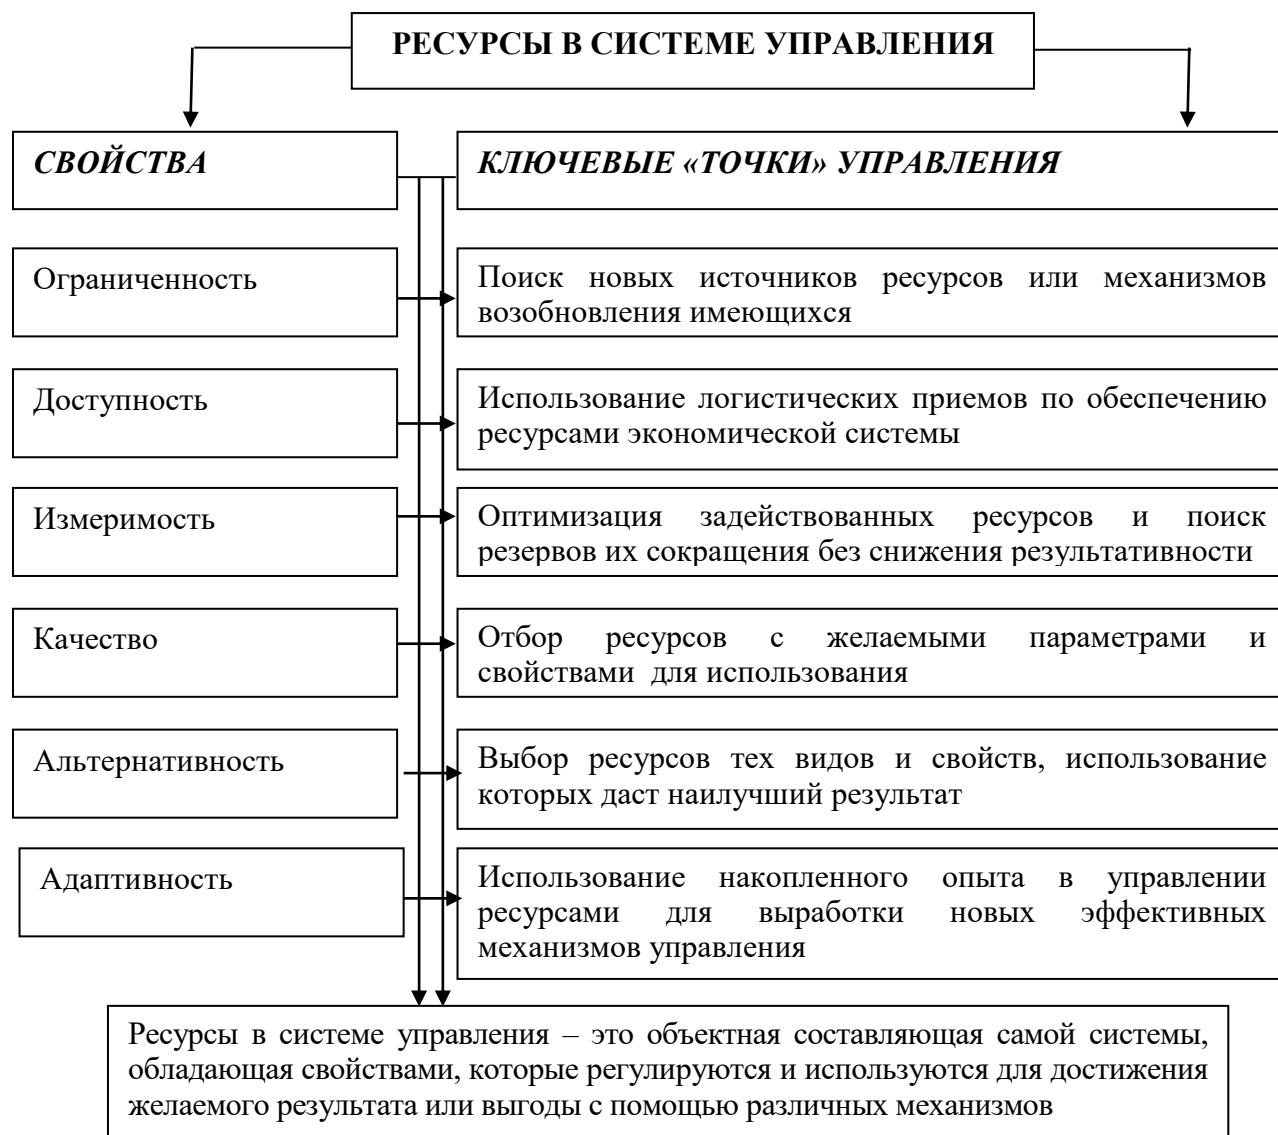 РЕСУРСЫ В СИСТЕМЕ УПРАВЛЕНИЯ
СВОЙСТВА
КЛЮЧЕВЫЕ «ТОЧКИ» УПРАВЛЕНИЯ
Ограниченность
Поиск новых источников ресурсов или механизмов
возобновления имеющихся
Доступность
Использование логистических приемов по обеспечению
ресурсами экономической системы
Измеримость
Оптимизация задействованных ресурсов и поиск
резервов их сокращения без снижения результативности
Качество
Отбор ресурсов с желаемыми параметрами и
свойствами для использования
Альтернативность
Выбор ресурсов тех видов и свойств, использование
которых даст наилучший результат
Адаптивность
Использование накопленного опыта в управлении
ресурсами для выработки новых эффективных
механизмов управления
Ресурсы в системе управления – это объектная составляющая самой системы,
обладающая свойствами, которые регулируются и используются для достижения
желаемого результата или выгоды с помощью различных механизмов